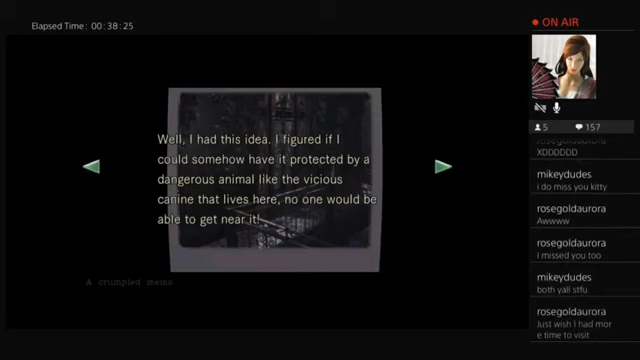 Elapsed Time : 00:38:25
ON AIR
5
157
Well, I had this idea. I figured if I
could somehow have it protected by a
dangerous animal like the vicious
canine that lives here, no one would be
able to get near it!
A crumpled memo
rosegoldaurora
XDDDDDD
mikeydudes
i do miss you kitty
rosegoldaurora
Awwww
rosegoldaurora
I missed you too
mikeydudes
both yall stfu
rosegoldaurora
Just wish I had mor
e time to visit